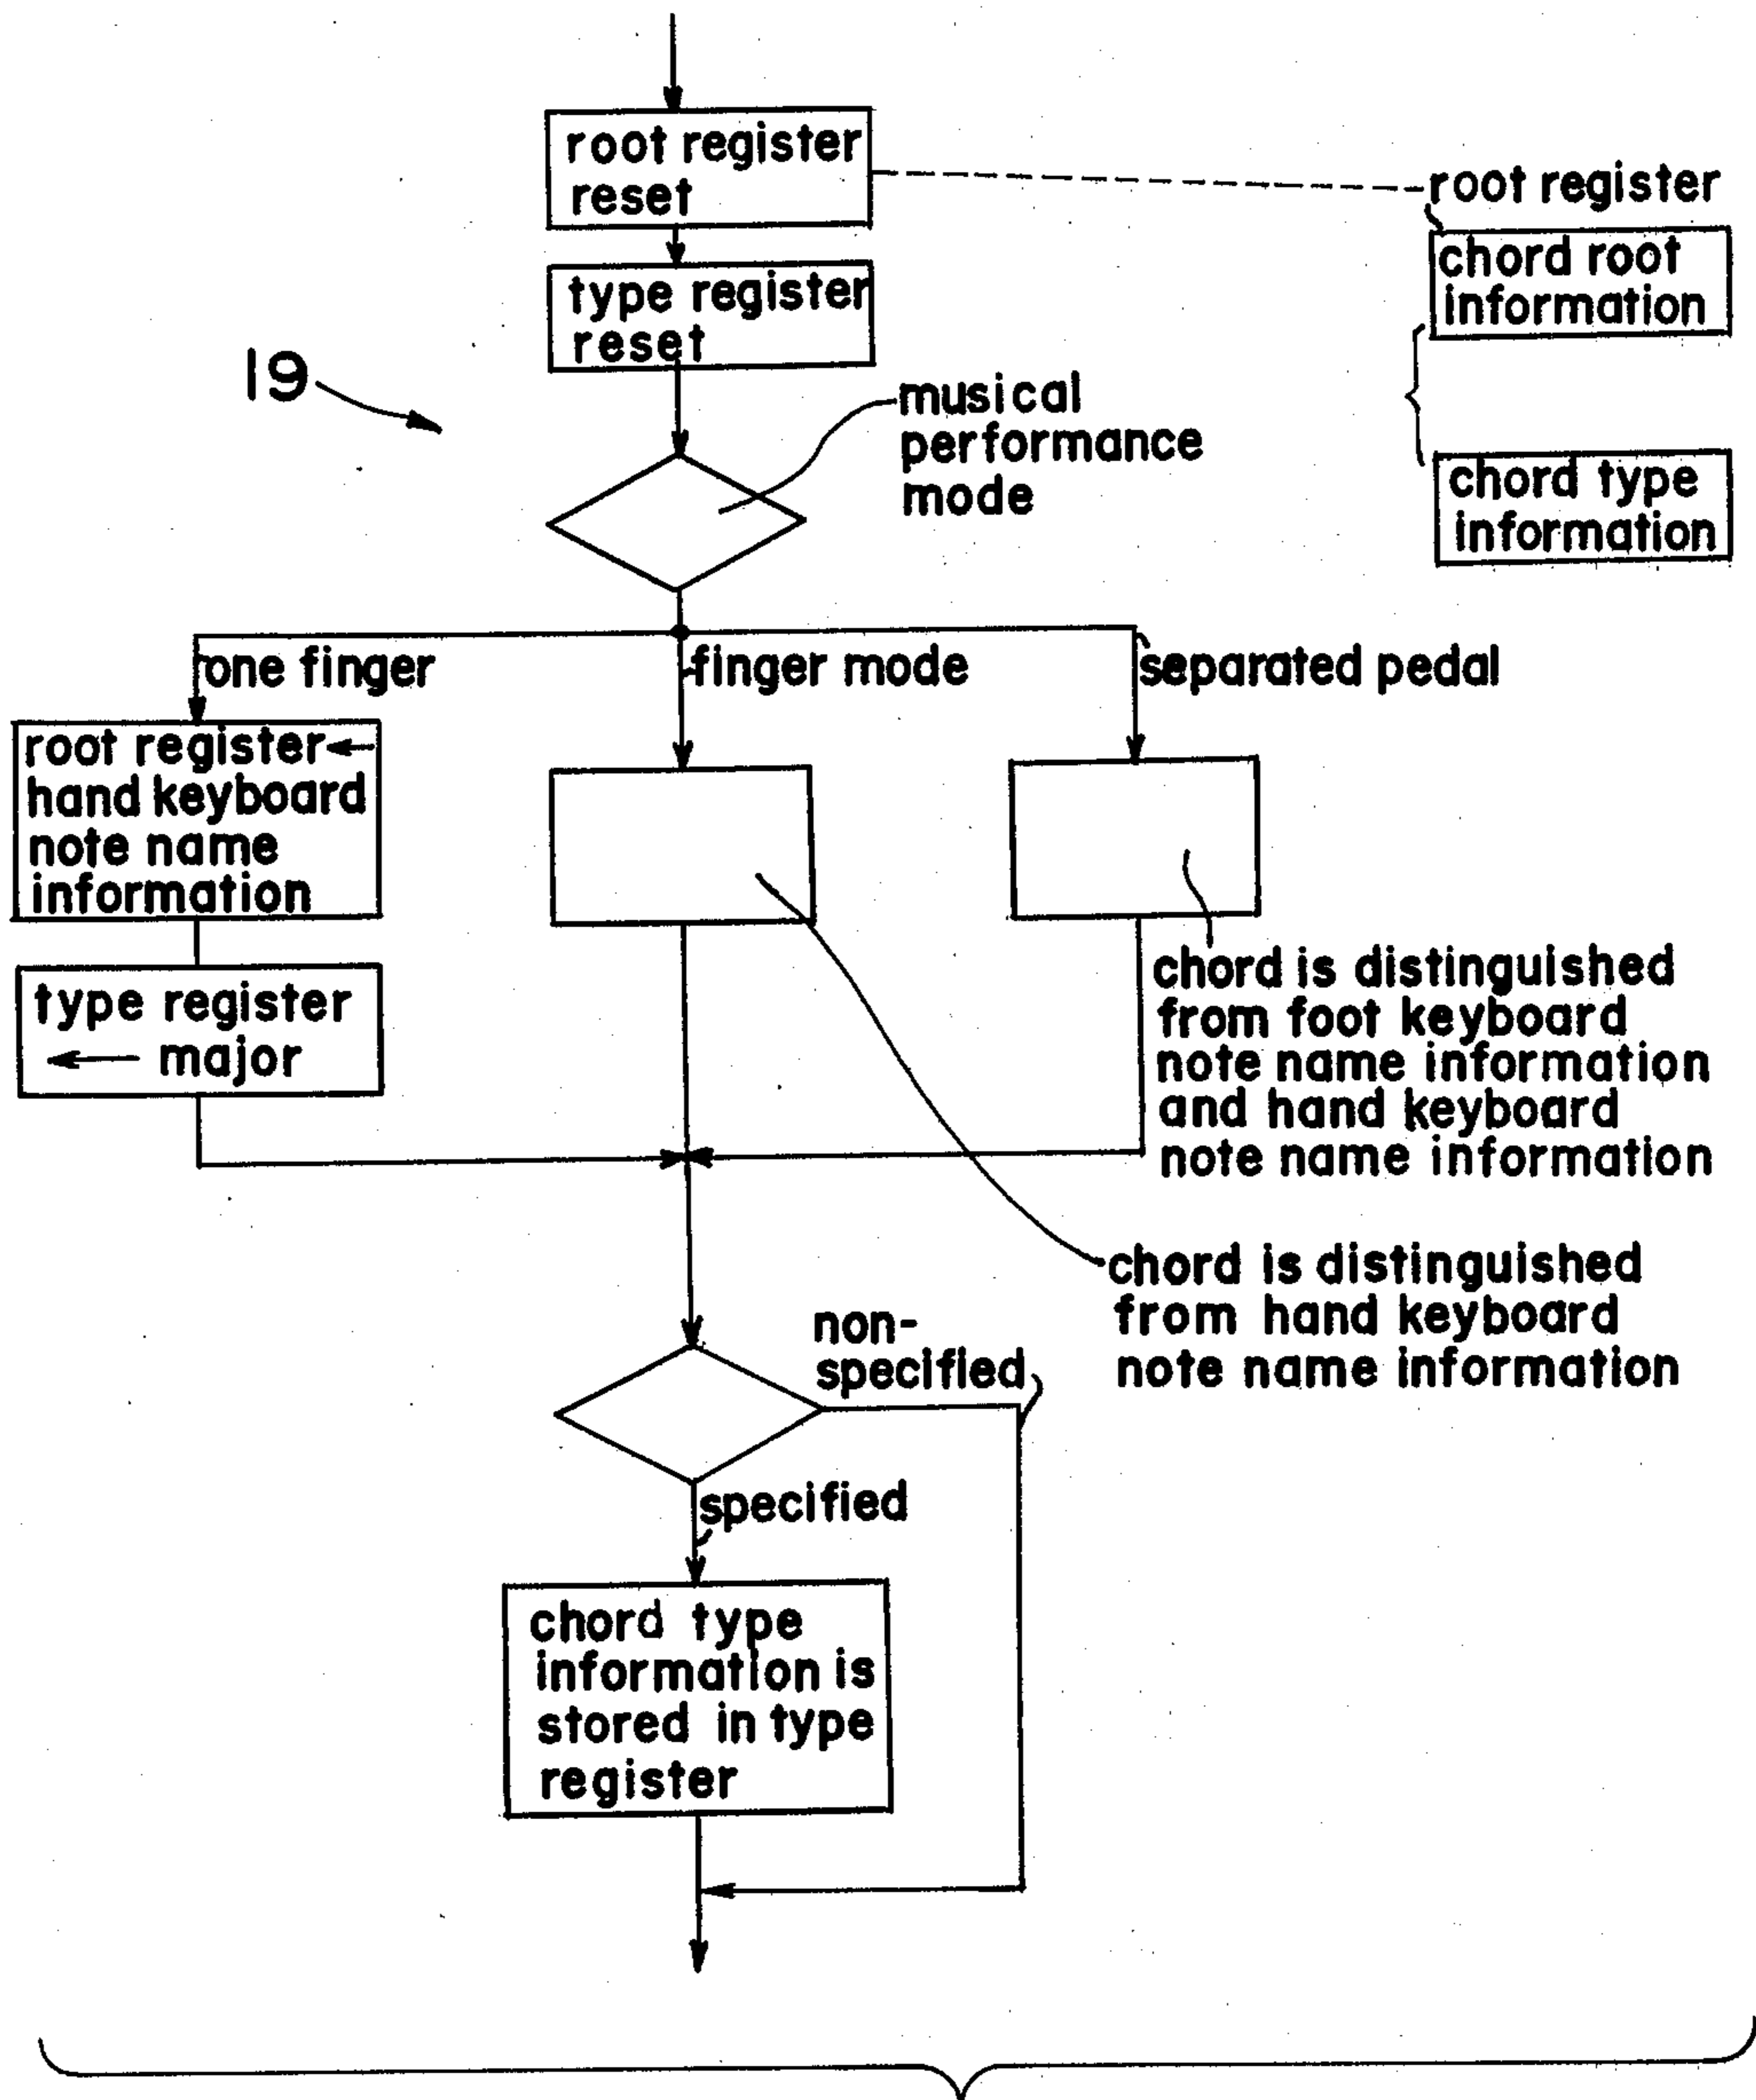 root register
reset
root register
chord root
information
type register
reset
19
musical
performance
mode
chord type
information
one finger
finger mode
separated pedal
root register←
hand keyboard
note name
information
type register
← major
chord is distinguished
from foot keyboard
note name information
and hand keyboard
note name information
chord is distinguished
from hand keyboard
note name information
non-
specified
specified
chord type
information is
stored in type
register